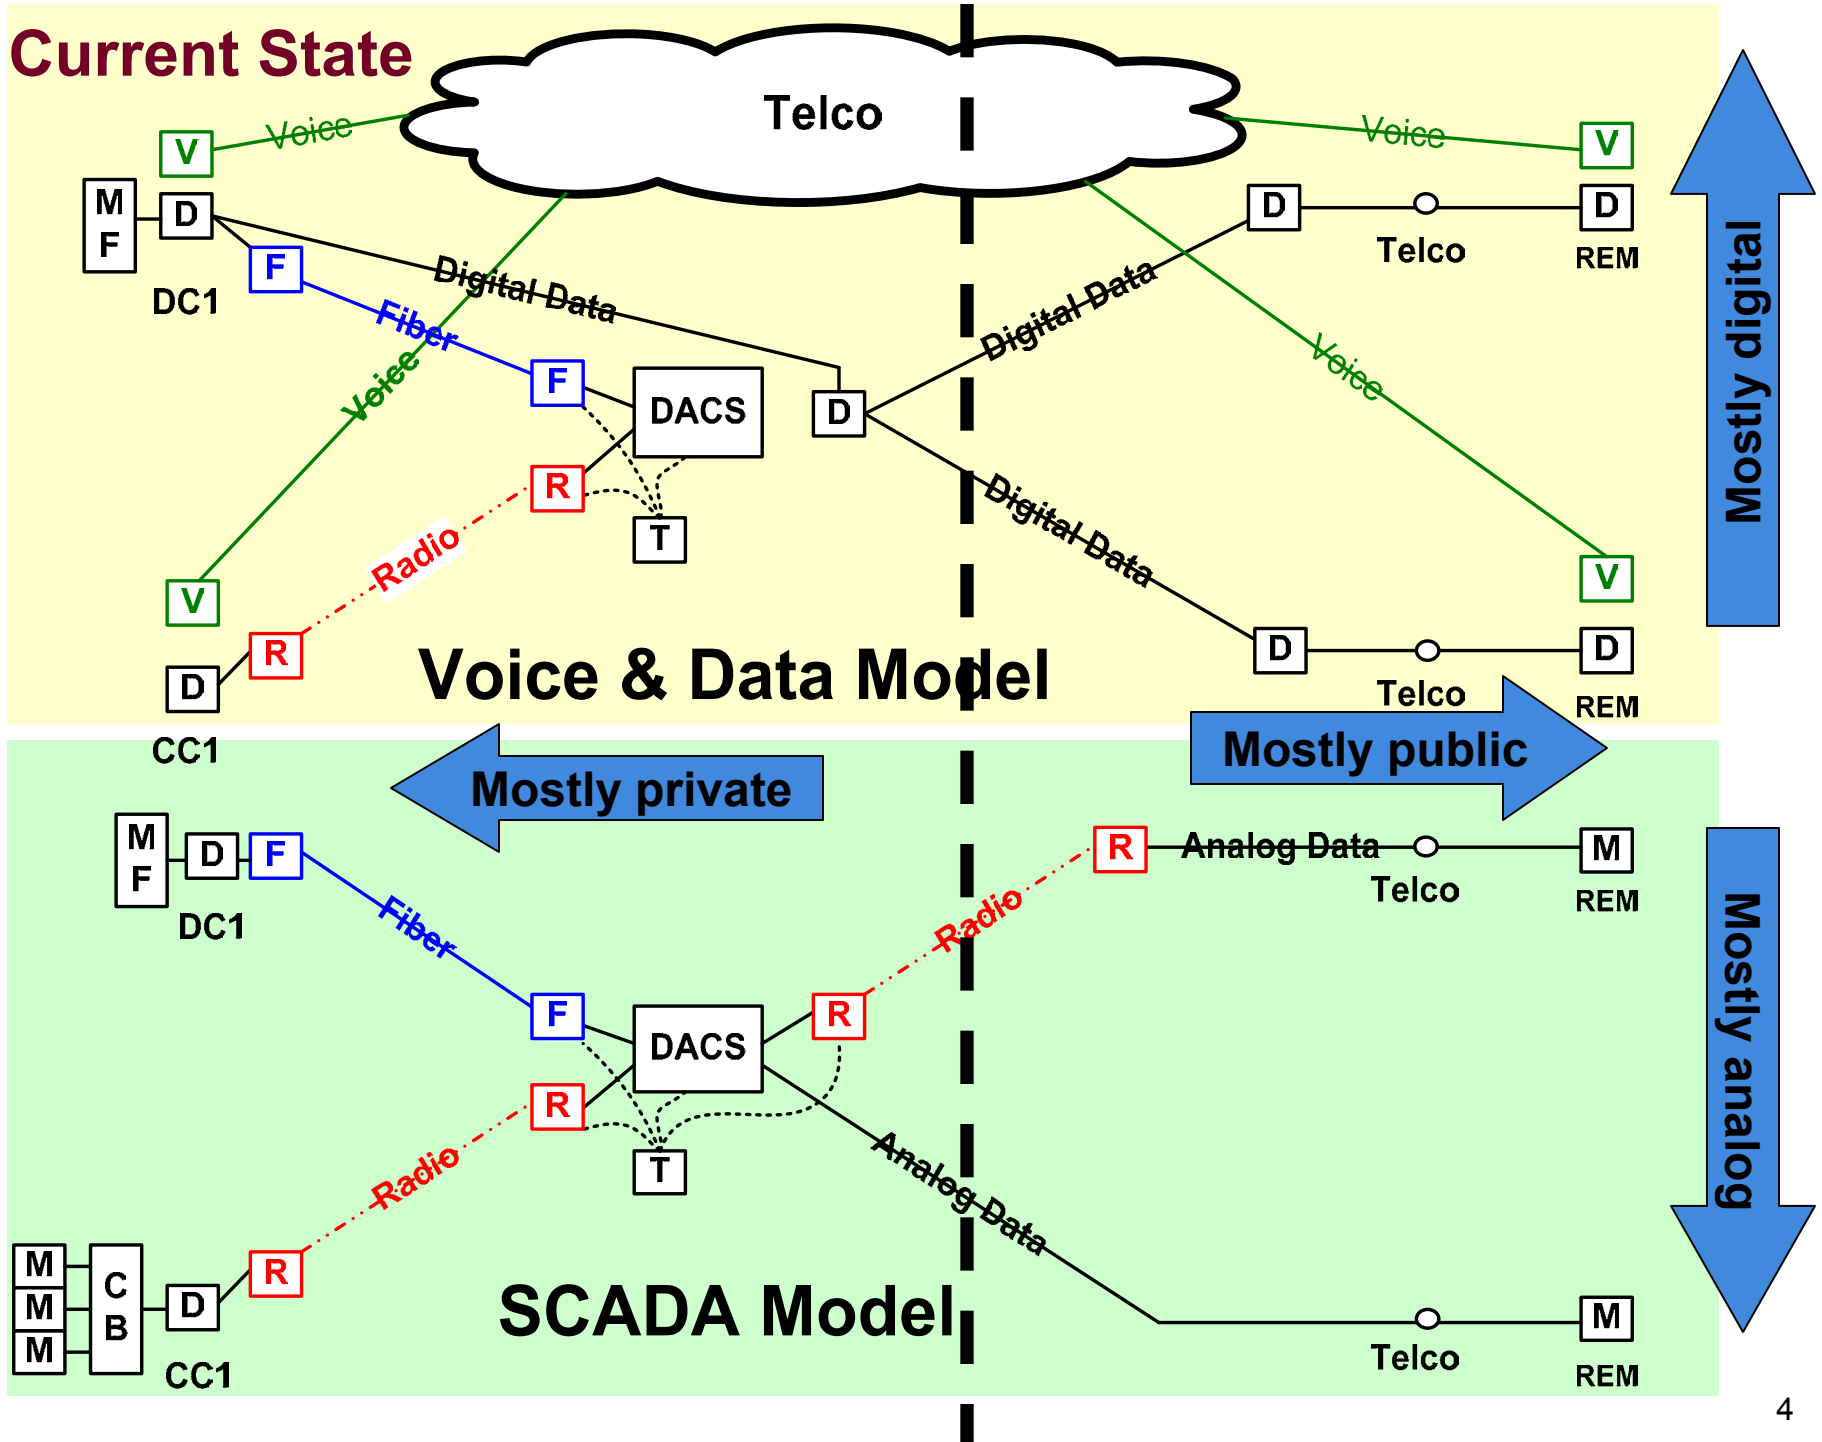 Current State
Telco
Voice
Voice
V
V
M
F
D
D
D
F
DC1
Telco
REM
Digital Data
Digital Data
Fiber
Voice
Voice
F
DACS
D
R
Digital Data
T
Radio
V
V
R
D
D
D
Voice & Data Model
Telco
REM
CC1
Mostly digital
Mostly public
Mostly private
M
F
D
F
R
Analog Data
M
DC1
Telco
REM
Fiber
Radio
F
DACS
R
R
T
Radio
Analog Data
Mostly analog
M
M
M
C
B
D
R
CC1
SCADA Model
M
Telco
REM
4